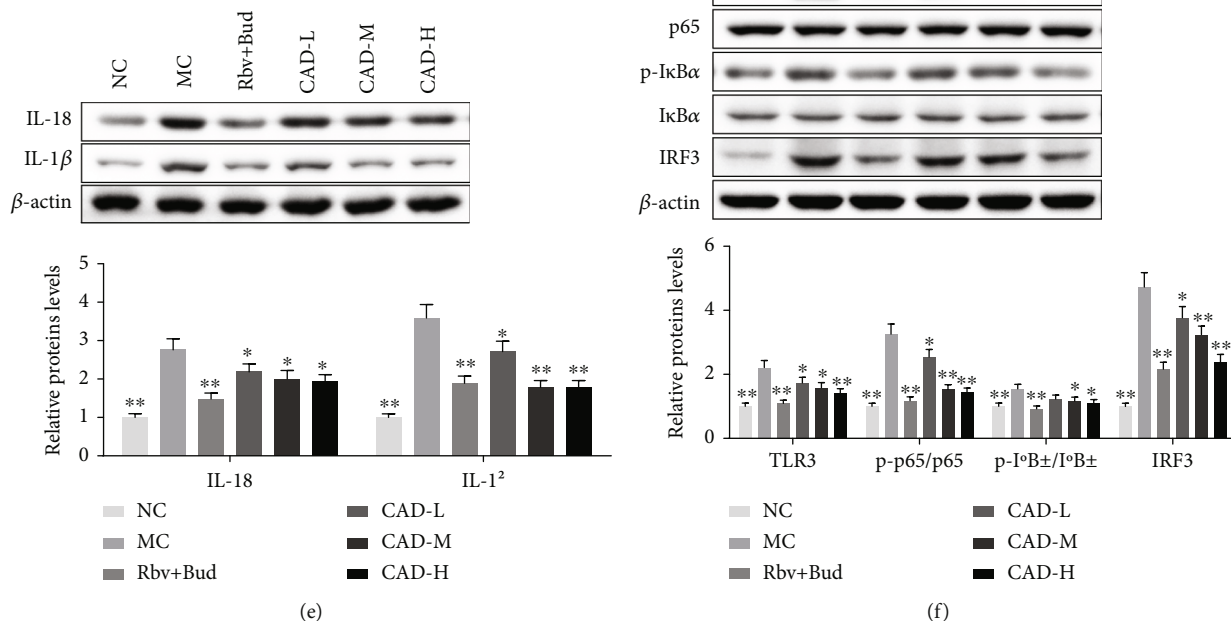 NC
MC
Rbv+Bud
CAD-L
CAD-M
CAD-H
IL-18
IL-1β
β-actin
Relative proteins levels
5
4
3
2
1
0
**
**
*
*
*
**
**
*
**
**
IL-18
IL-1²
NC
MC
Rbv+Bud
CAD-L
CAD-M
CAD-H
(e)
p65
p-IκBα
IκBα
IRF3
β-actin
Relative proteins levels
6
4
2
0
**
**
*
*
**
**
**
*
**
**
**
**
*
*
**
**
*
**
**
TLR3
p-p65/p65
p-IºB±/IºB±
IRF3
NC
MC
Rbv+Bud
CAD-L
CAD-M
CAD-H
(f)